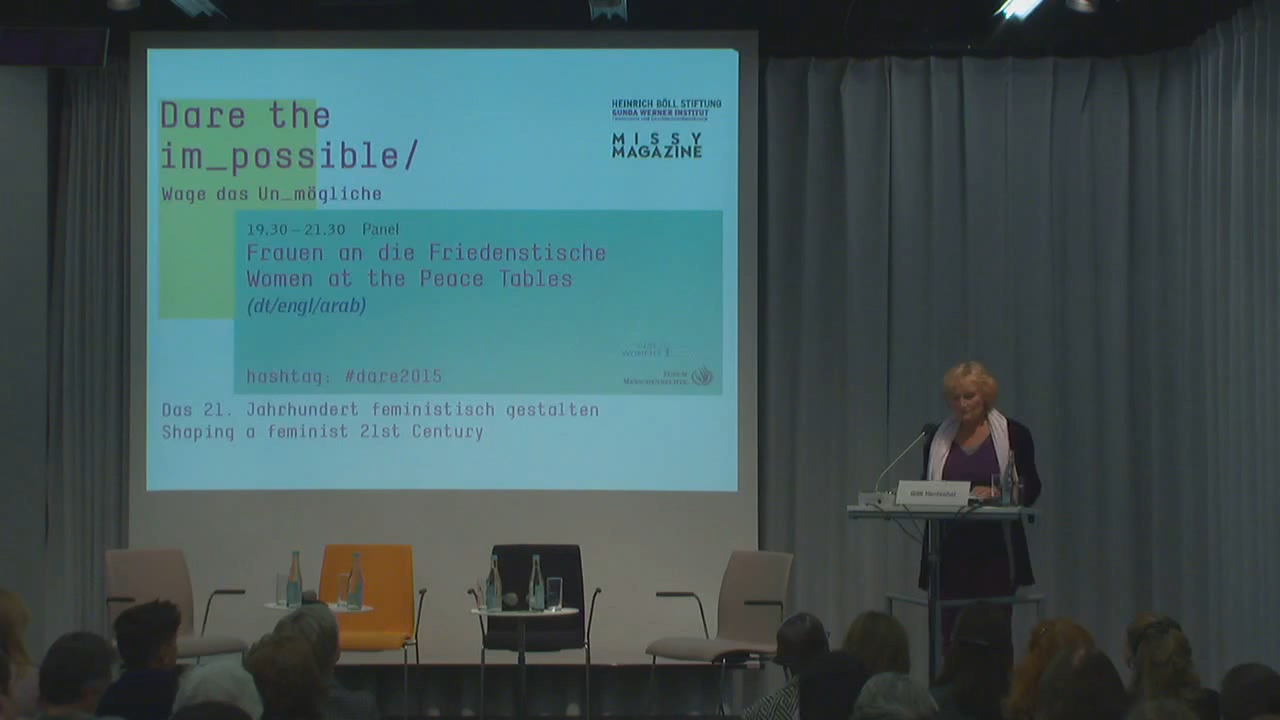 Dare the
im_possible/
Wage das Un_mögliche
HEINRICH BÖLL STIFTUNG
GUNDA WERNER INSTITUT
MISSY
MAGAZINE
19.30 – 21.30 Panel
Frauen an die Friedenstische
Women at the Peace Tables
(dt/engl/arab)
hashtag: #dare2015
FORUM
MENSCHENRECHTE
Das 21. Jahrhundert feministisch gestalten
Shaping a feminist 21st Century